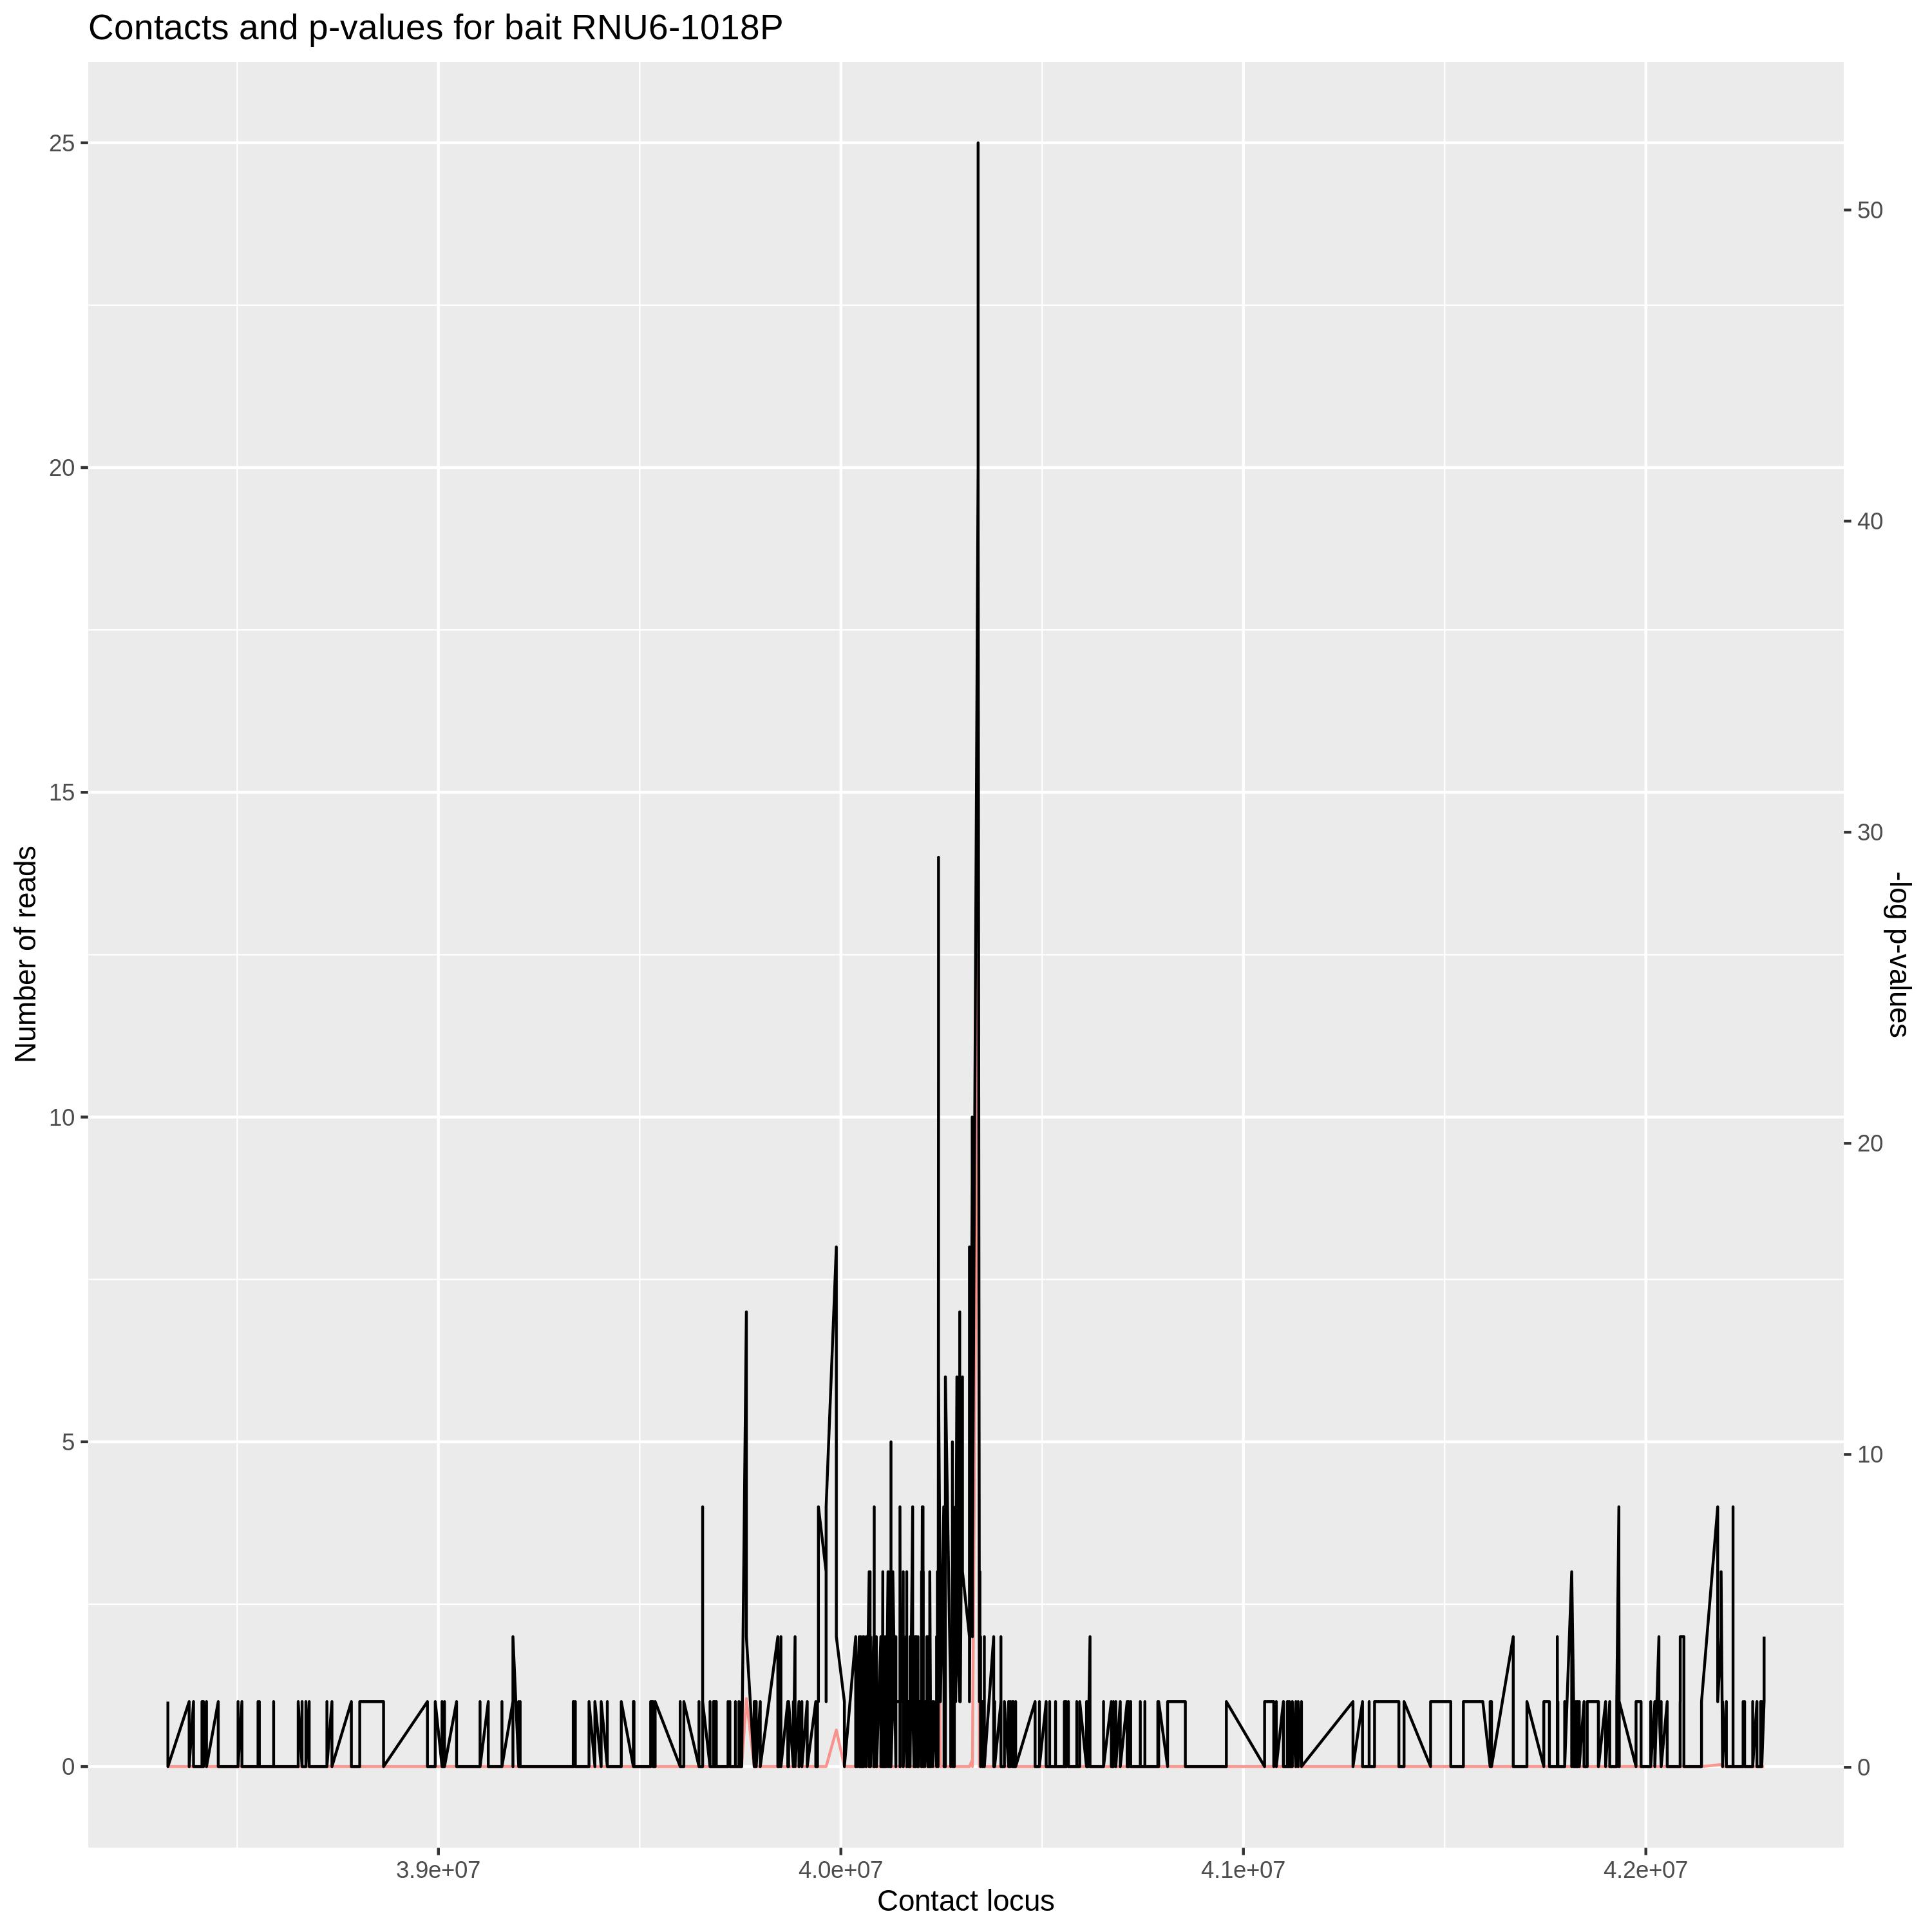 Contacts and p-values for bait RNU6-1018P
25
20
15
10
5
0
Number of reads
50
40
30
20
10
0
-log p-values
3.9e+07
4.0e+07
4.1e+07
4.2e+07
Contact locus